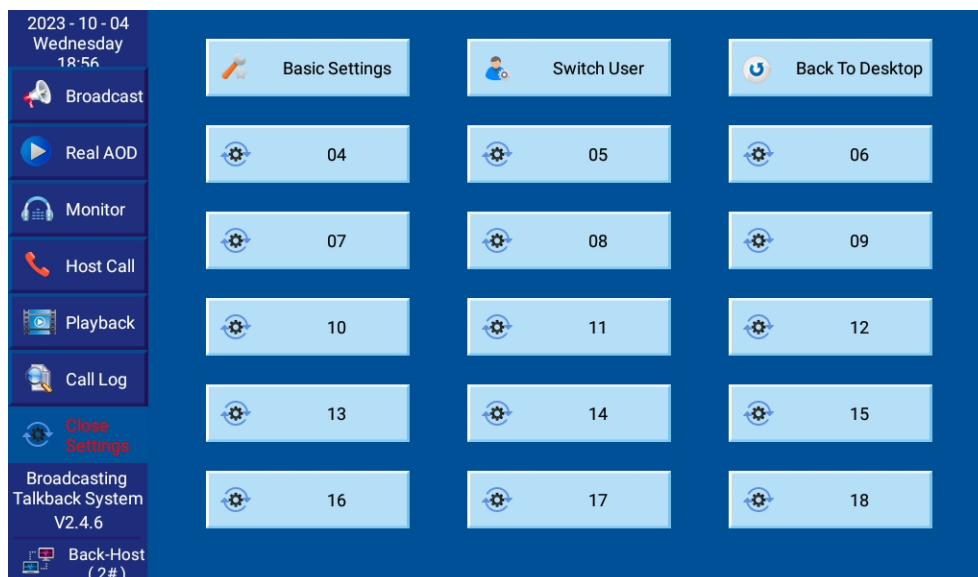 2023 - 10 - 04
Wednesday
18:56
Broadcast
Real AOD
Monitor
Host Call
Playback
Call Log
Close
Settings
Broadcasting
Talkback System
V2.4.6
Back-Host
( 2# )
Basic Settings
Switch User
Back To Desktop
04
05
06
07
08
09
10
11
12
13
14
15
16
17
18